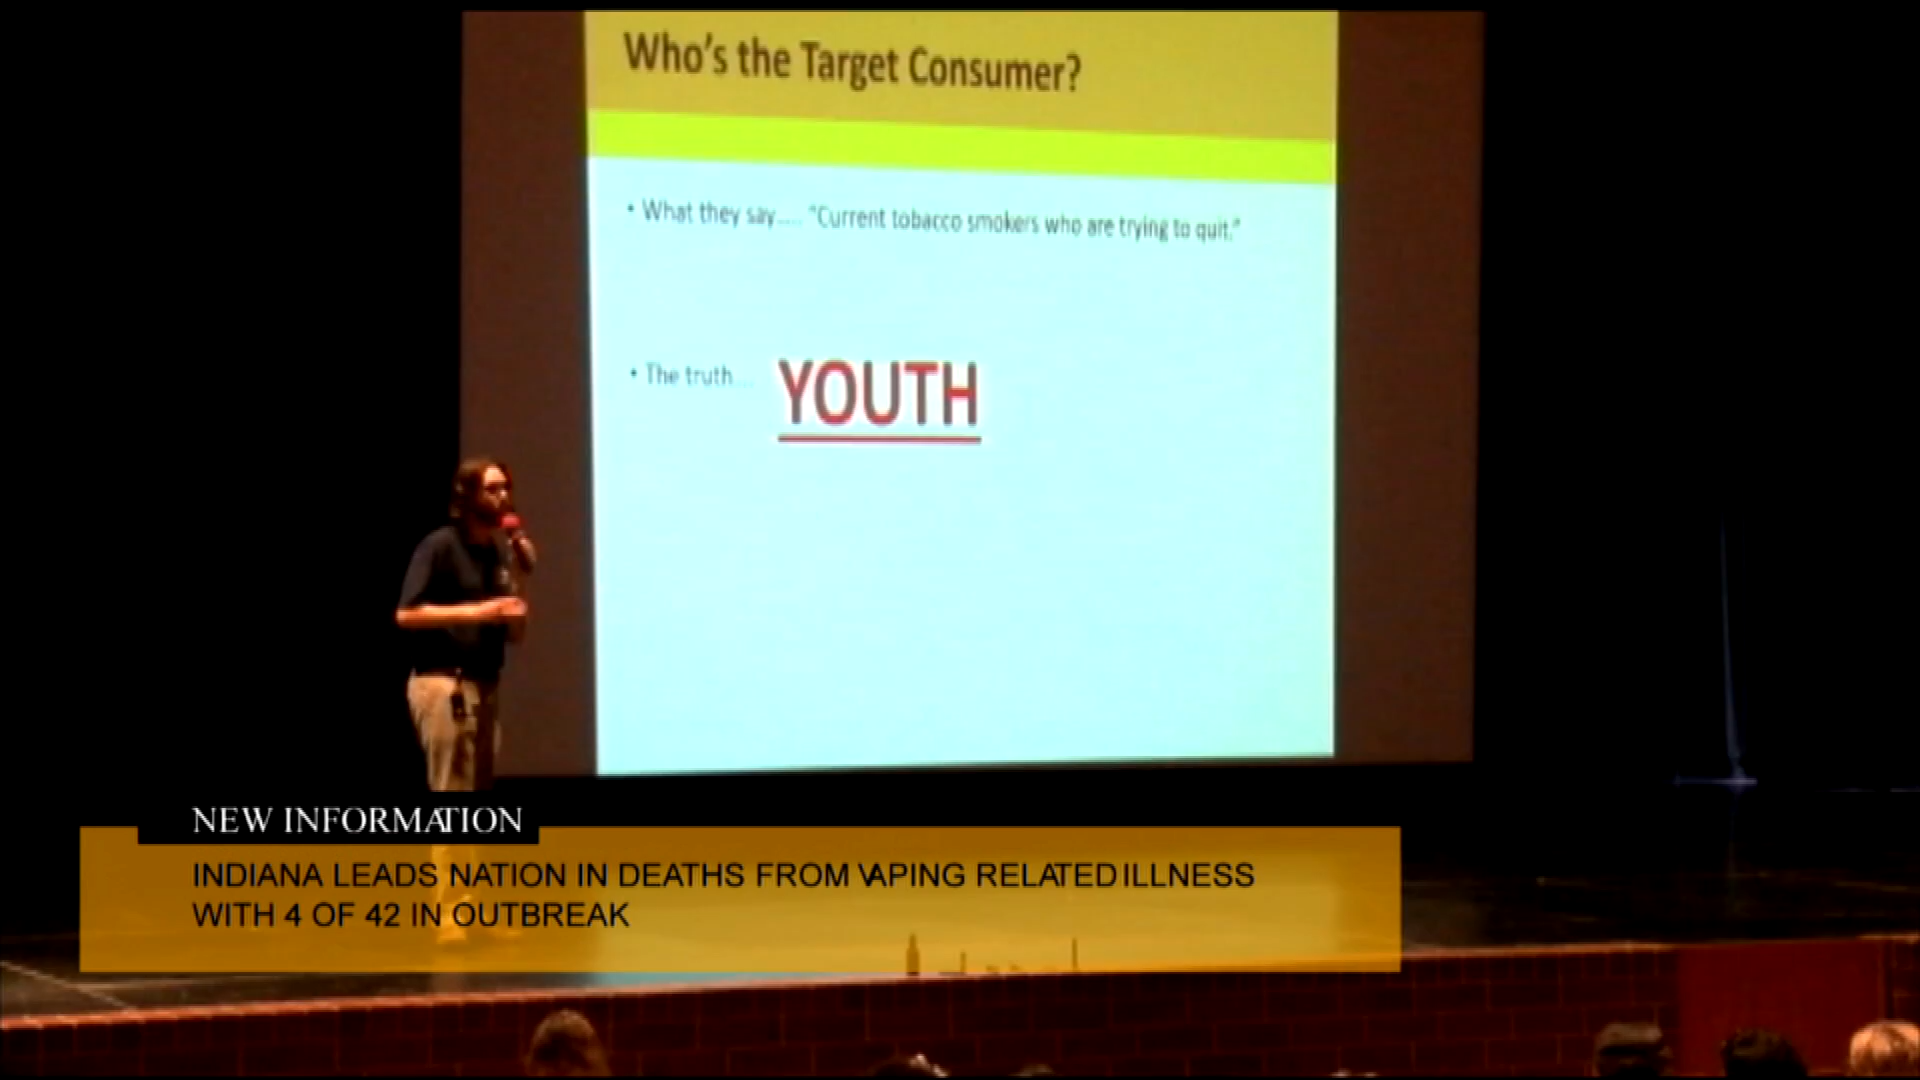 Who's the Target Consumer?
• What they say.... "Current tobacco smokers who are trying to quit."
• The truth... YOUTH
NEW INFORMATION
INDIANA LEADS NATION IN DEATHS FROM VAPING RELATED ILLNESS
WITH 4 OF 42 IN OUTBREAK